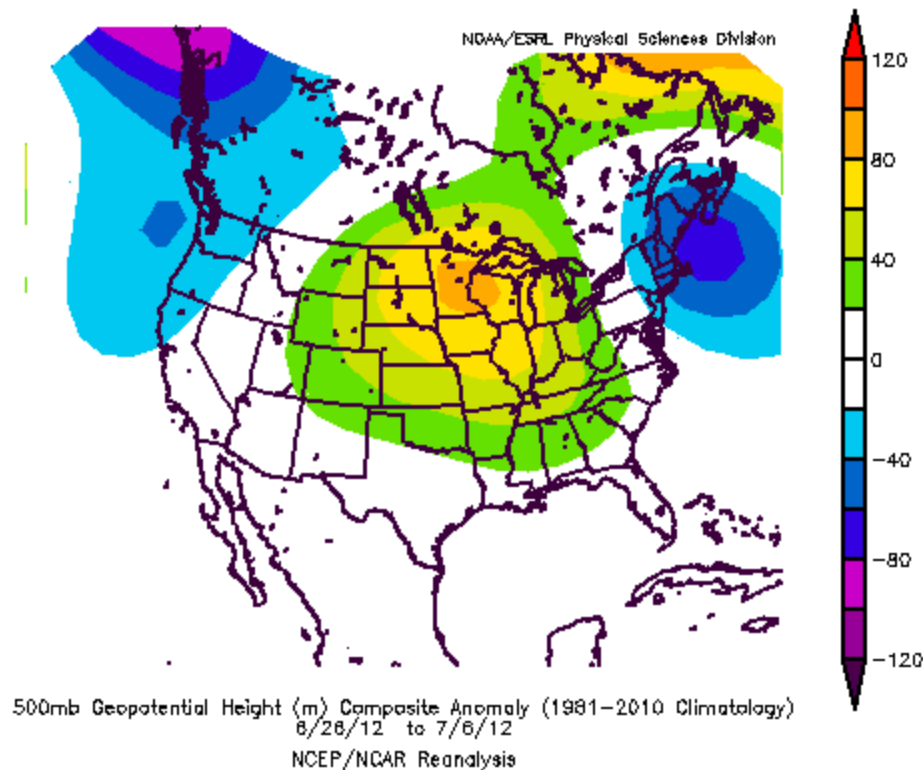 NOAA/ESRL Physical Sciences Division
120
80
40
0
-40
-80
-120
500mb Geopotential Height (m) Composite Anomaly (1981-2010 Climatology)
6/26/12 to 7/6/12
NCEP/NCAR Reanalysis